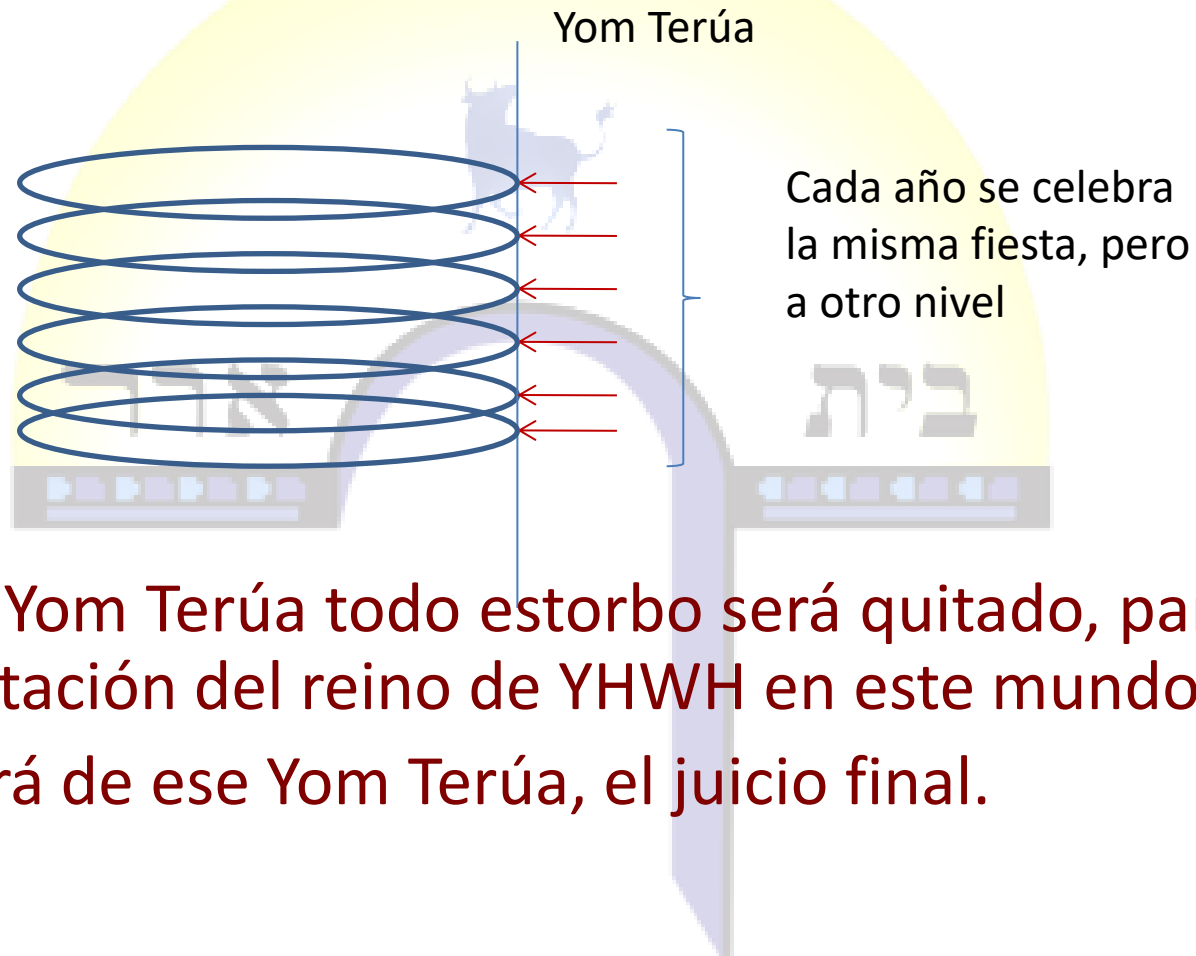 Yom Terúa
Cada año se celebra
la misma fiesta, pero
a otro nivel
בית
Yom Terúa todo estorbo será quitado, par
tación del reino de YHWH en este mundo
rá de ese Yom Terúa, el juicio final.